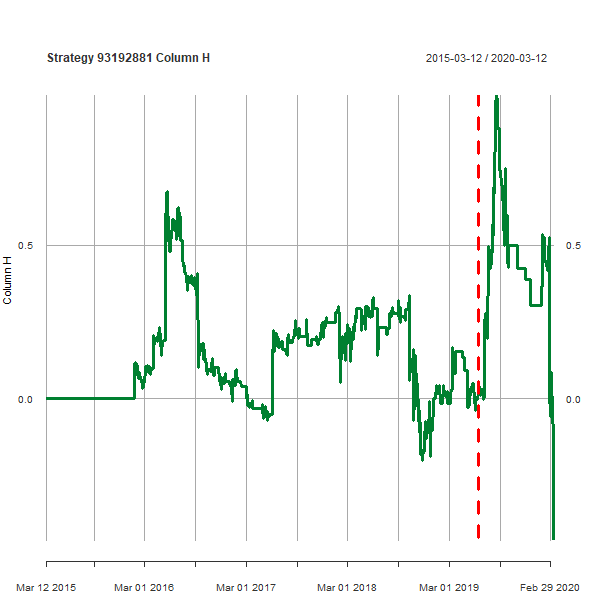 Strategy 93192881 Column H
2015-03-12 / 2020-03-12
Column H
0.5
0.5
0.0
0.0
Mar 12 2015
Mar 01 2016
Mar 01 2017
Mar 01 2018
Mar 01 2019
Feb 29 2020